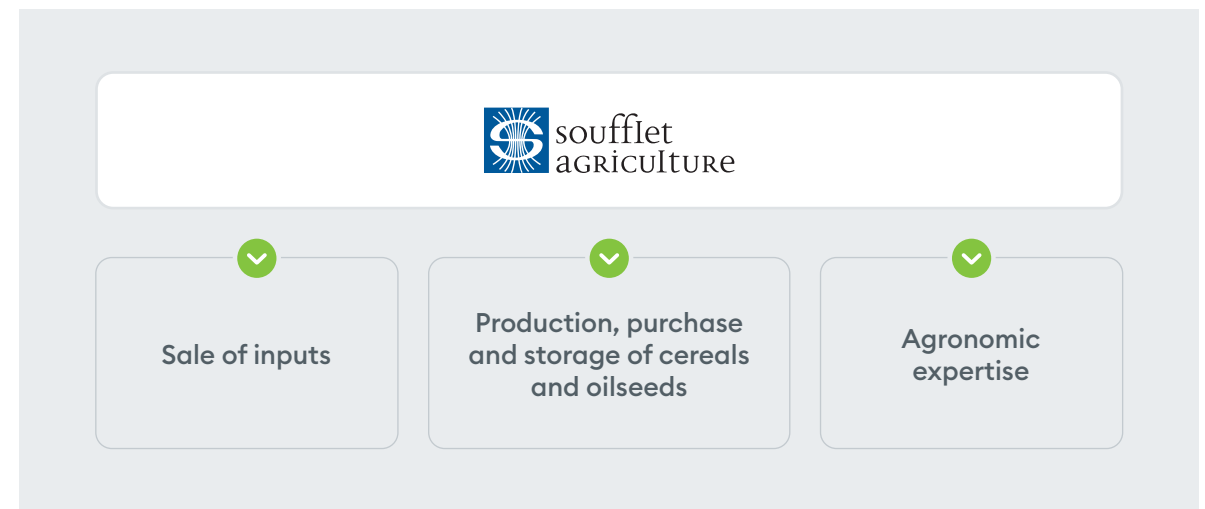 soufflet
agriculture
Sale of inputs
Production, purchase
and storage of cereals
and oilseeds
Agronomic
expertise